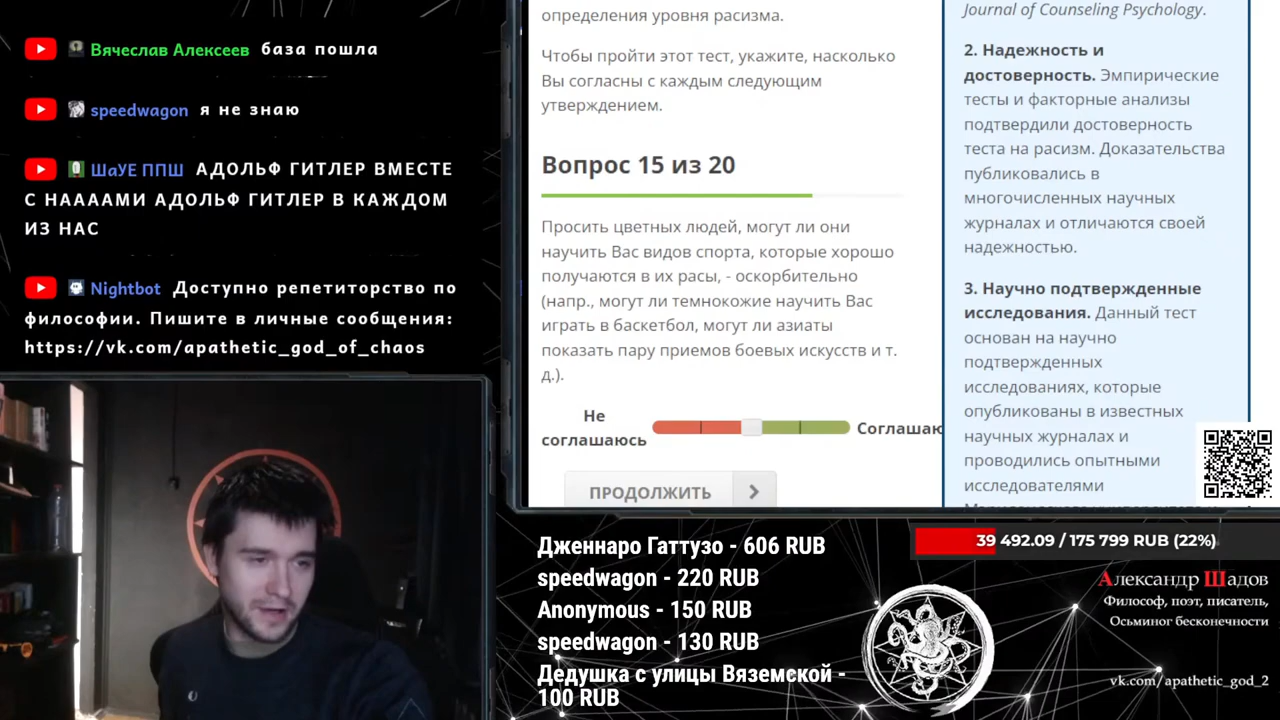 Вячеслав Алексеев база пошла
speedwagon я не знаю
ШаУЕ ППШ АДОЛЬФ ГИТЛЕР ВМЕСТЕ
С НААААМИ АДОЛЬФ ГИТЛЕР В КАЖДОМ
ИЗ НАС
Nightbot Доступно репетиторство по
философии. Пишите в личные сообщения:
https://vk.com/apathetic_god_of_chaos
определения уровня расизма.
Чтобы пройти этот тест, укажите, насколько
Вы согласны с каждым следующим
утверждением.
Вопрос 15 из 20
Просить цветных людей, могут ли они
научить Вас видов спорта, которые хорошо
получаются в их расы, - оскорбительно
(напр., могут ли темнокожие научить Вас
играть в баскетбол, могут ли азиаты
показать пару приемов боевых искусств и т.
д.).
Не
соглашаюсь
Соглашаю
ПРОДОЛЖИТЬ
Journal of Counseling Psychology.
2. Надежность и
достоверность. Эмпирические
тесты и факторные анализы
подтвердили достоверность
теста на расизм. Доказательства
публиковались в
многочисленных научных
журналах и отличаются своей
надежностью.
3. Научно подтвержденные
исследования. Данный тест
основан на научно
подтвержденных
исследованиях, которые
опубликованы в известных
научных журналах и
проводились опытными
исследователями
Дженнаро Гаттузо - 606 RUB
speedwagon - 220 RUB
Anonymous - 150 RUB
speedwagon - 130 RUB
Дедушка с улицы Вяземской -
100 RUB
39 492.09 / 175 799 RUB (22%)
Александр Шадов
Философ, поэт, писатель,
Осьминог бесконечности
vk.com/apathetic_god_2